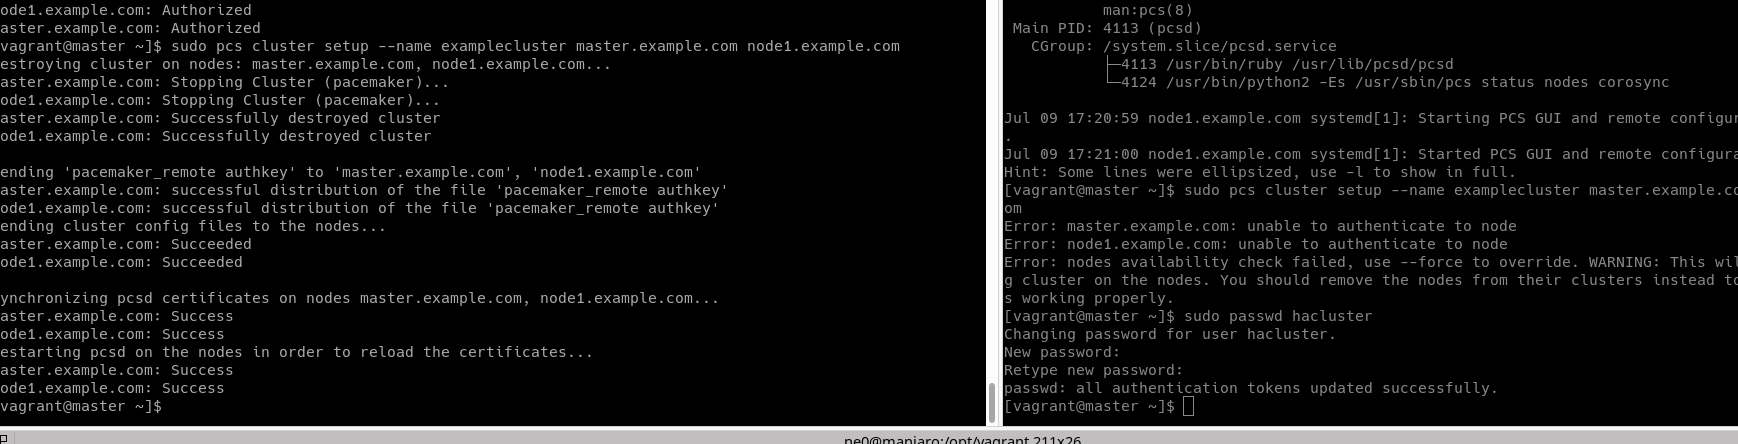 ode1.example.com: Authorized
aster.example.com: Authorized
vagrant@master ~]$ sudo pcs cluster setup --name examplecluster master.example.com node1.example.com
estroying cluster on nodes: master.example.com, node1.example.com...
aster.example.com: Stopping Cluster (pacemaker)...
ode1.example.com: Stopping Cluster (pacemaker)...
aster.example.com: Successfully destroyed cluster
ode1.example.com: Successfully destroyed cluster
ending 'pacemaker_remote authkey' to 'master.example.com', 'node1.example.com'
aster.example.com: successful distribution of the file 'pacemaker_remote authkey'
ode1.example.com: successful distribution of the file 'pacemaker_remote authkey'
ending cluster config files to the nodes...
aster.example.com: Succeeded
ode1.example.com: Succeeded
ynchronizing pcsd certificates on nodes master.example.com, node1.example.com...
aster.example.com: Success
ode1.example.com: Success
estarting pcsd on the nodes in order to reload the certificates...
aster.example.com: Success
ode1.example.com: Success
vagrant@master ~]$
man:pcs(8)
Main PID: 4113 (pcsd)
CGroup: /system.slice/pcsd.service
├─4113 /usr/bin/ruby /usr/lib/pcsd/pcsd
└─4124 /usr/bin/python2 -Es /usr/sbin/pcs status nodes corosync
Jul 09 17:20:59 node1.example.com systemd[1]: Starting PCS GUI and remote configur
.
Jul 09 17:21:00 node1.example.com systemd[1]: Started PCS GUI and remote configura
Hint: Some lines were ellipsized, use -l to show in full.
[vagrant@master ~]$ sudo pcs cluster setup --name examplecluster master.example.co
om
Error: master.example.com: unable to authenticate to node
Error: node1.example.com: unable to authenticate to node
Error: nodes availability check failed, use --force to override. WARNING: This wil
g cluster on the nodes. You should remove the nodes from their clusters instead to
s working properly.
[vagrant@master ~]$ sudo passwd hacluster
Changing password for user hacluster.
New password:
Retype new password:
passwd: all authentication tokens updated successfully.
[vagrant@master ~]$
ne0@manjaro:/opt/vagrant 211x26